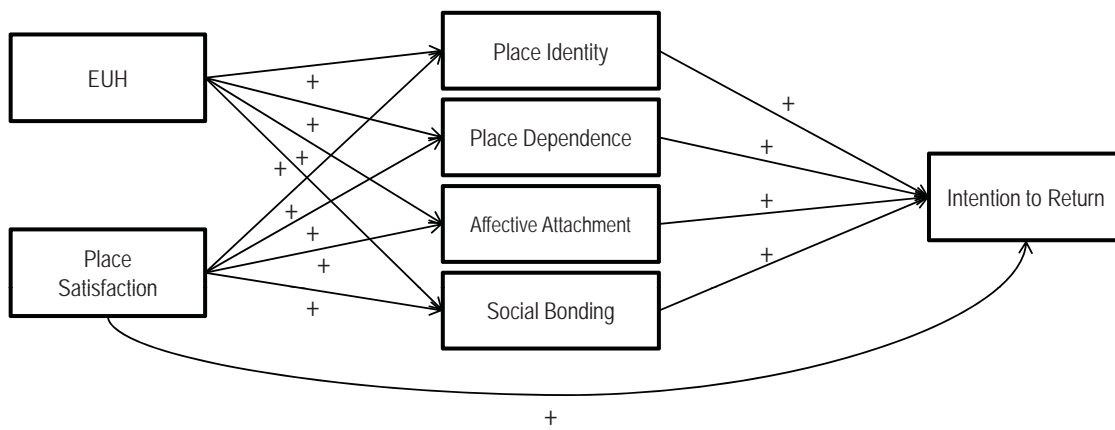 EUH
Place
Satisfaction
Place Identity
Place Dependence
Affective Attachment
Social Bonding
Intention to Return
+
+
+
+
+
+
+
+
+
+
+
+
+